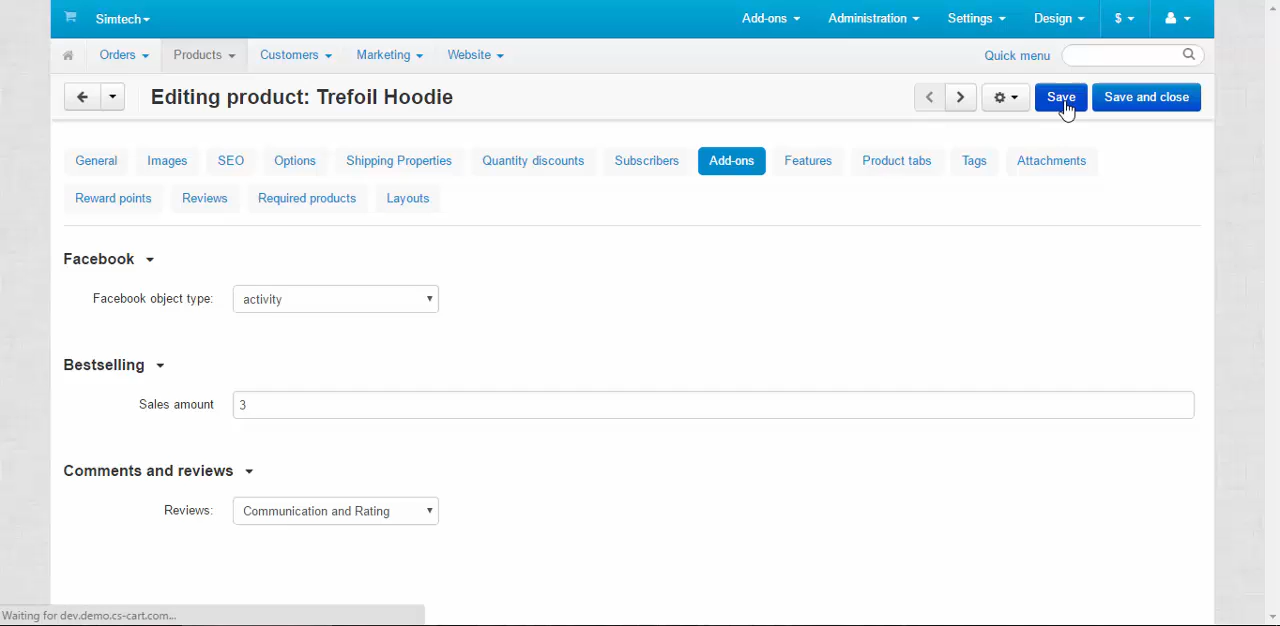 Simtech Add-ons Administration Settings Design $
Orders Products Customers Marketing Website Quick menu
Editing product: Trefoil Hoodie Save Save and close
General Images SEO Options Shipping Properties Quantity discounts Subscribers Add-ons Features Product tabs Tags Attachments
Reward points Reviews Required products Layouts
Facebook
Facebook object type: activity
Bestselling
Sales amount 3
Comments and reviews
Reviews: Communication and Rating
Waiting for dev.demo.cs-cart.com...